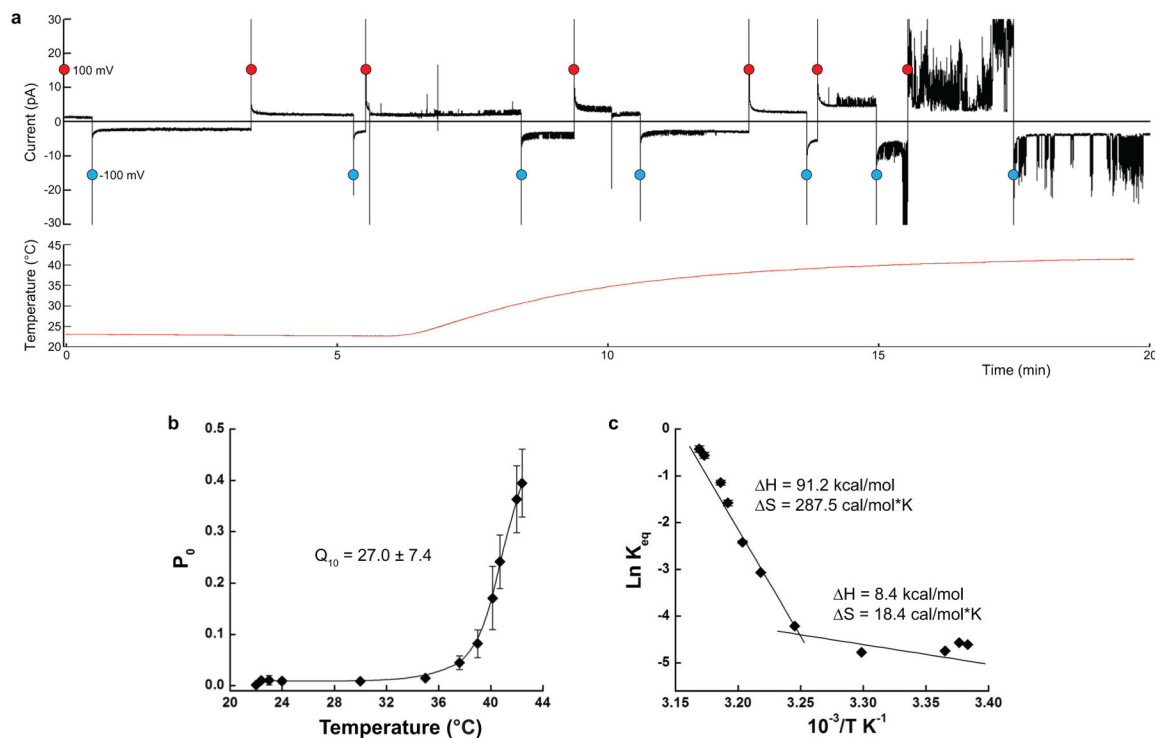 a
30
20
10
0
-10
-20
-30
Current (pA)
100 mV
-100 mV
45
40
35
30
25
20
Temperature (°C)
0
5
10
15
20
Time (min)
b
0.5
0.4
0.3
0.2
0.1
0.0
P0
Q10 = 27.0 ± 7.4
20
24
28
32
36
40
44
Temperature (°C)
c
0
-1
-2
-3
-4
-5
Ln Keq
ΔH = 91.2 kcal/mol
ΔS = 287.5 cal/mol*K
ΔH = 8.4 kcal/mol
ΔS = 18.4 cal/mol*K
3.15
3.20
3.25
3.30
3.35
3.40
10-3/T K-1